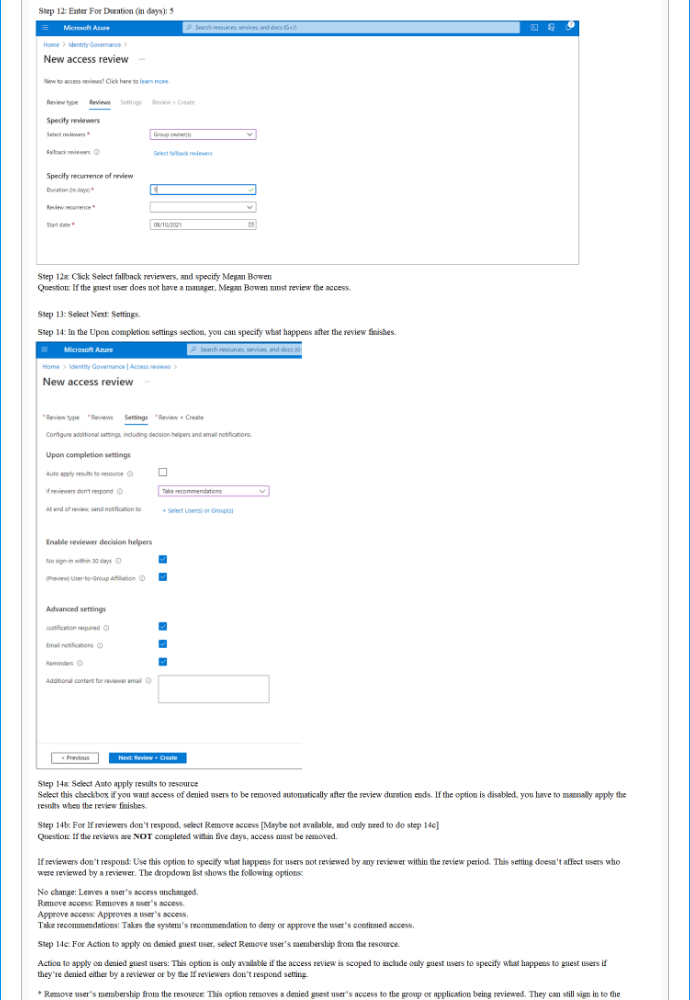 Step 12: Enter For Duration (in days): 5
Microsoft Azure
Search resources, services, and docs (G+/)
Home > Identity Governance >
New access review ...
New to access reviews? Click here to learn more.
Review type Reviews Settings Review + Create
Specify reviewers
Select reviewers * Group owner(s)
Fallback reviewers Select fallback reviewers
Specify recurrence of review
Duration (in days) * 5
Review recurrence *
Start date * 08/10/2021
Step 12a: Click Select fallback reviewers, and specify Megan Bowen
Question: If the guest user does not have a manager, Megan Bowen must review the access.
Step 13: Select Next: Settings.
Step 14: In the Upon completion settings section, you can specify what happens after the review finishes.
Microsoft Azure
Search resources, services, and docs (G
Home > Identity Governance | Access reviews >
New access review ...
* Review type * Reviews Settings * Review + Create
Configure additional settings, including decision helpers and email notifications.
Upon completion settings
Auto apply results to resource
If reviewers don't respond Take recommendations
At end of review, send notification to + Select User(s) or Group(s)
Enable reviewer decision helpers
No sign-in within 30 days
(Preview) User-to-Group Affiliation
Advanced settings
Justification required
Email notifications
Reminders
Additional content for reviewer email
< Previous Next: Review + Create
Step 14a: Select Auto apply results to resource
Select this checkbox if you want access of denied users to be removed automatically after the review duration ends. If the option is disabled, you have to manually apply the
results when the review finishes.
Step 14b: For If reviewers don't respond, select Remove access [Maybe not available, and only need to do step 14c]
Question: If the reviews are NOT completed within five days, access must be removed.
If reviewers don't respond: Use this option to specify what happens for users not reviewed by any reviewer within the review period. This setting doesn't affect users who
were reviewed by a reviewer. The dropdown list shows the following options:
No change: Leaves a user's access unchanged.
Remove access: Removes a user's access.
Approve access: Approves a user's access.
Take recommendations: Takes the system's recommendation to deny or approve the user's continued access.
Step 14c: For Action to apply on denied guest user, select Remove user's membership from the resource.
Action to apply on denied guest users: This option is only available if the access review is scoped to include only guest users to specify what happens to guest users if
they're denied either by a reviewer or by the If reviewers don't respond setting.
* Remove user's membership from the resource: This option removes a denied guest user's access to the group or application being reviewed. They can still sign in to the